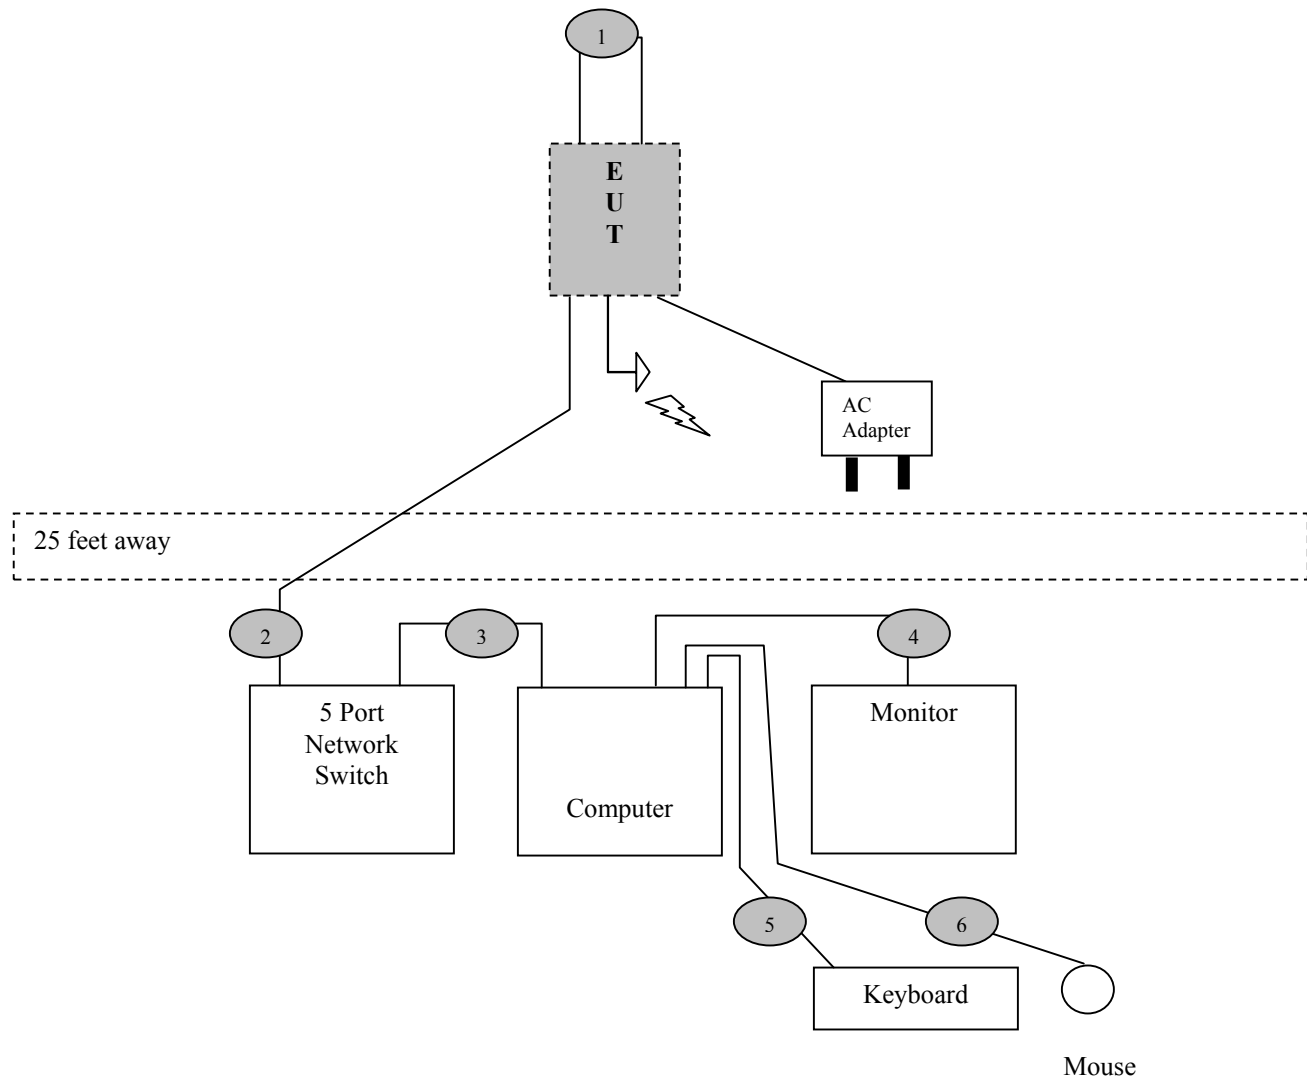 1
E
U
T
AC
Adapter
25 feet away
2
3
4
5 Port
Network
Switch
Computer
Monitor
5
6
Keyboard
Mouse